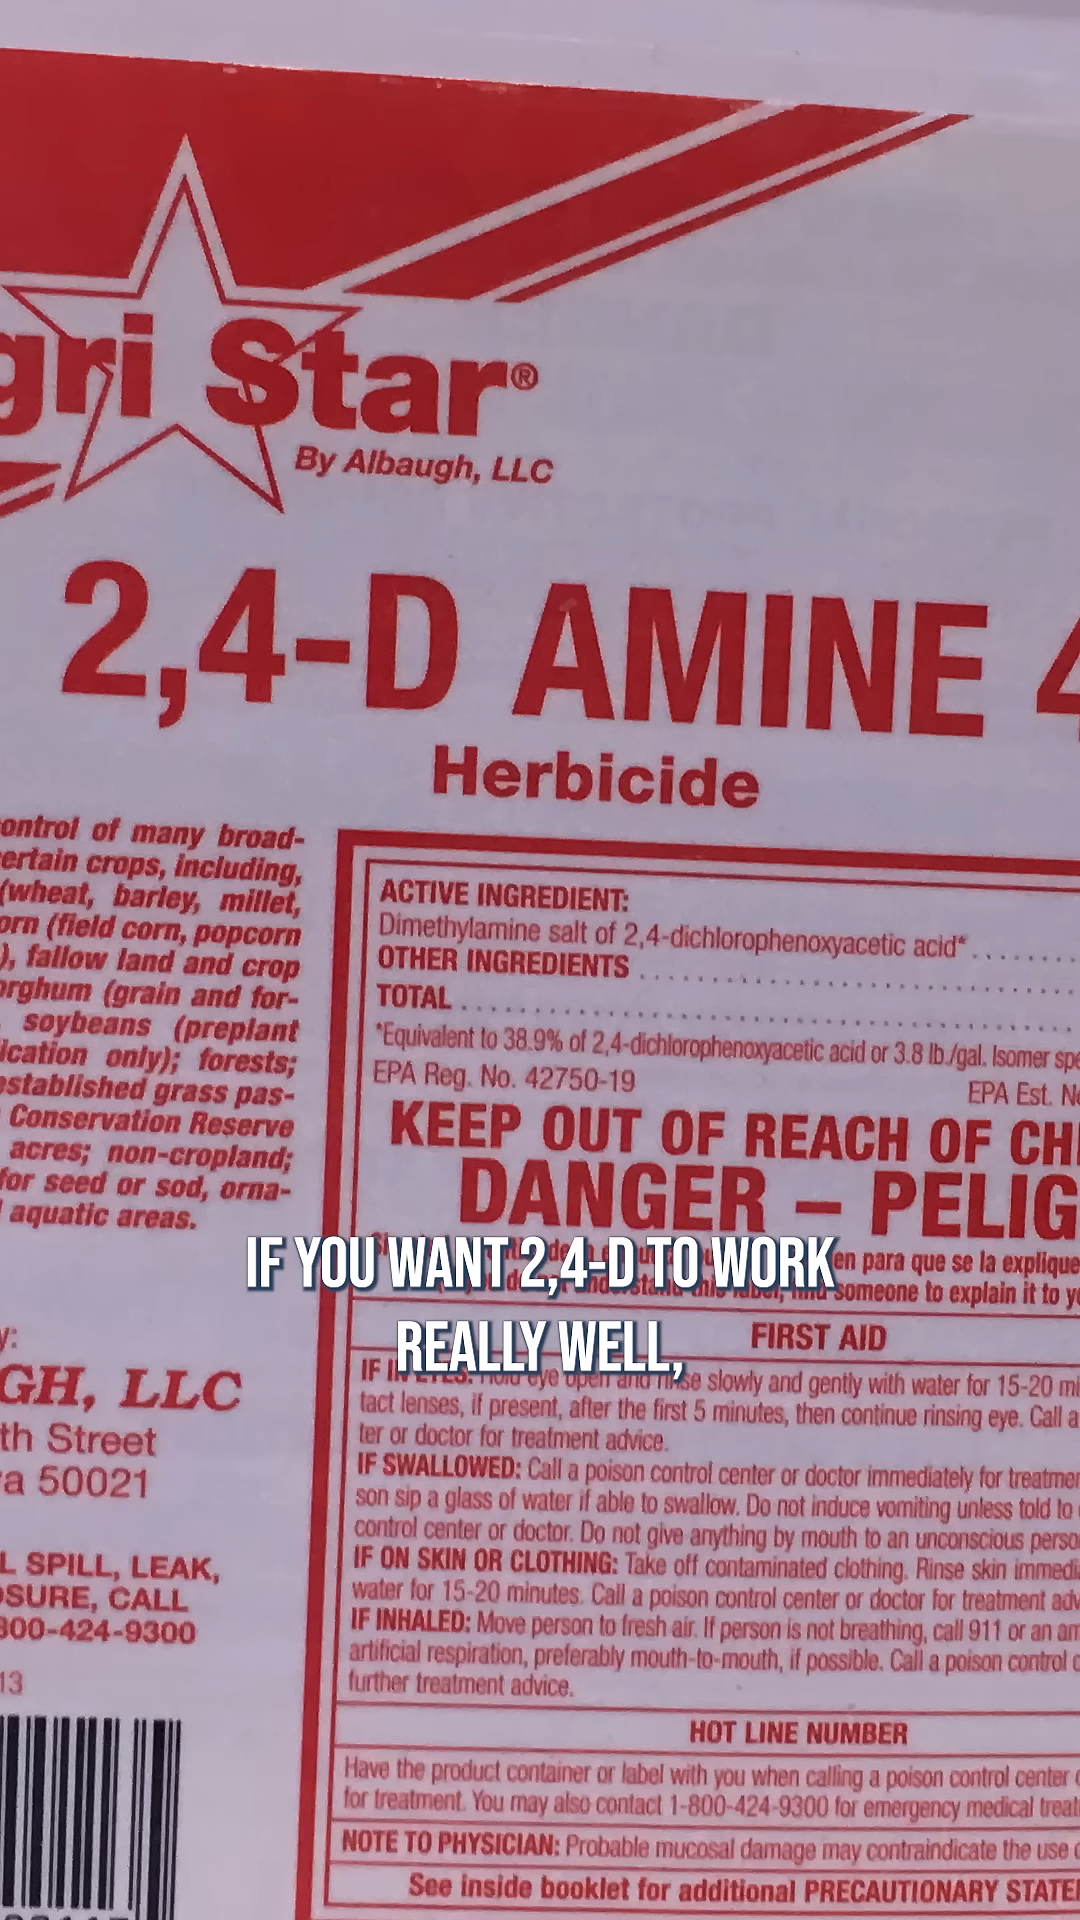 gri Star®
By Albaugh, LLC
2,4-D AMINE 4
Herbicide
ontrol of many broad-
ertain crops, including,
(wheat, barley, millet,
orn (field corn, popcorn
), fallow land and crop
orghum (grain and for-
soybeans (preplant
ication only); forests;
established grass pas-
Conservation Reserve
acres; non-cropland;
for seed or sod, orna-
aquatic areas.
y:
GH, LLC
th Street
a 50021
L SPILL, LEAK,
OSURE, CALL
800-424-9300
13
ACTIVE INGREDIENT:
Dimethylamine salt of 2,4-dichlorophenoxyacetic acid*
OTHER INGREDIENTS
TOTAL
*Equivalent to 38.9% of 2,4-dichlorophenoxyacetic acid or 3.8 lb./gal. Isomer spe
EPA Reg. No. 42750-19 EPA Est. No
KEEP OUT OF REACH OF CHI
DANGER – PELIG
en para que se la explique
someone to explain it to y
IF YOU WANT 2,4-D TO WORK
REALLY WELL,
FIRST AID
IF IN EYES: Hold eye open and rinse slowly and gently with water for 15-20 mi
tact lenses, if present, after the first 5 minutes, then continue rinsing eye. Call a
ter or doctor for treatment advice.
IF SWALLOWED: Call a poison control center or doctor immediately for treatmen
son sip a glass of water if able to swallow. Do not induce vomiting unless told to
control center or doctor. Do not give anything by mouth to an unconscious perso
IF ON SKIN OR CLOTHING: Take off contaminated clothing. Rinse skin immedi
water for 15-20 minutes. Call a poison control center or doctor for treatment adv
IF INHALED: Move person to fresh air. If person is not breathing, call 911 or an am
artificial respiration, preferably mouth-to-mouth, if possible. Call a poison control c
further treatment advice.
HOT LINE NUMBER
Have the product container or label with you when calling a poison control center
for treatment. You may also contact 1-800-424-9300 for emergency medical treat
NOTE TO PHYSICIAN: Probable mucosal damage may contraindicate the use
See inside booklet for additional PRECAUTIONARY STATE